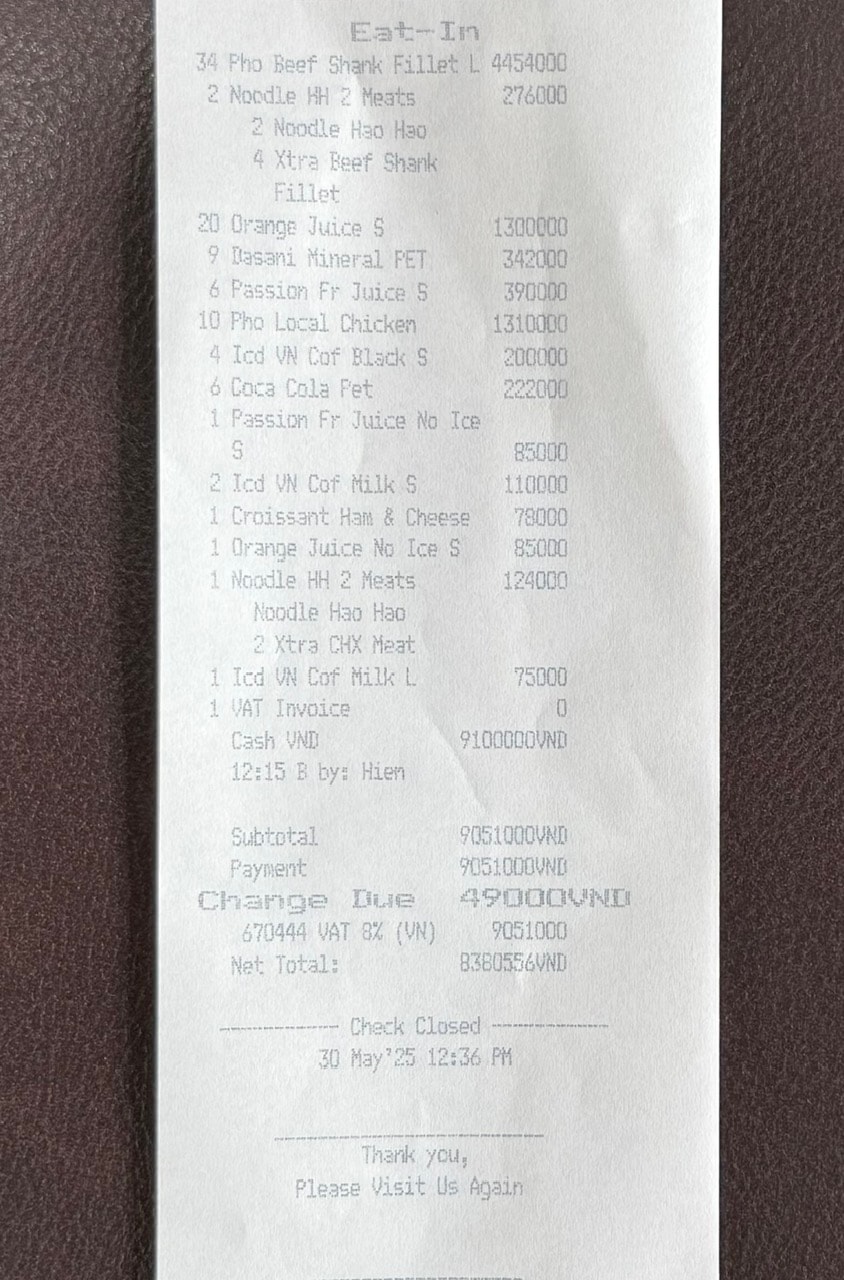 Eat-In
34 Pho Beef Shank Fillet L 4454000
2 Noodle HH 2 Meats 276000
2 Noodle Hao Hao
4 Xtra Beef Shank
Fillet
20 Orange Juice S 1300000
9 Dasani Mineral PET 342000
6 Passion Fr Juice S 390000
10 Pho Local Chicken 1310000
4 Icd VN Cof Black S 200000
6 Coca Cola Pet 222000
1 Passion Fr Juice No Ice
S 85000
2 Icd VN Cof Milk S 110000
1 Croissant Ham & Cheese 78000
1 Orange Juice No Ice S 85000
1 Noodle HH 2 Meats 124000
Noodle Hao Hao
2 Xtra CHX Meat
1 Icd VN Cof Milk L 75000
1 VAT Invoice 0
Cash VND 9100000VND
12:15 B by: Hien
Subtotal 9051000VND
Payment 9051000VND
Change Due 49000VND
670444 VAT 8% (VN) 9051000
Net Total: 8380556VND
Check Closed
30 May'25 12:36 PM
Thank you,
Please Visit Us Again